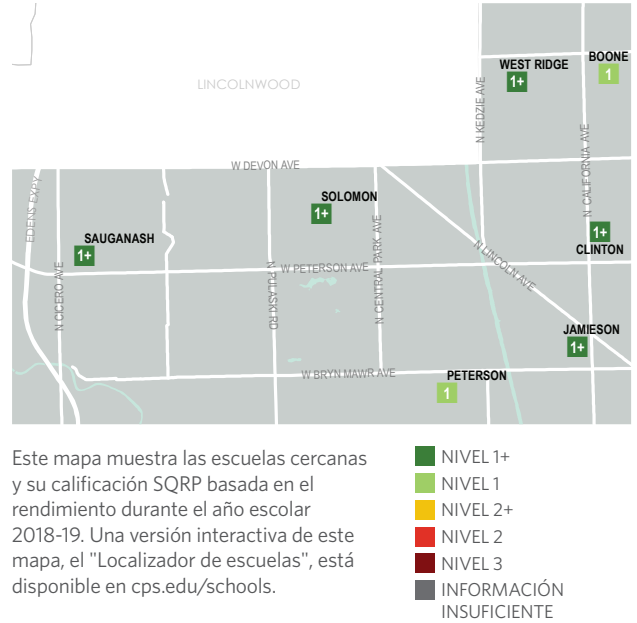 BOONE
WEST RIDGE
1
1+
LINCOLNWOOD
N KEDZIE AVE
N CALIFORNIA AVE
W DEVON AVE
EDENS EXPY
SOLOMON
1+
SAUGANASH
1+
N CENTRAL PARK AVE
1+
CLINTON
N LINCOLN AVE
W PETERSON AVE
N CICERO AVE
N PULASKI RD
JAMIESON
1+
W BRYN MAWR AVE
PETERSON
1
Este mapa muestra las escuelas cercanas
y su calificación SQRP basada en el
rendimiento durante el año escolar
2018-19. Una versión interactiva de este
mapa, el "Localizador de escuelas", está
disponible en cps.edu/schools.
NIVEL 1+
NIVEL 1
NIVEL 2+
NIVEL 2
NIVEL 3
INFORMACIÓN
INSUFICIENTE